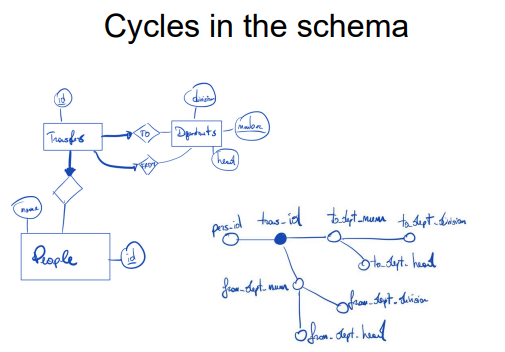 Cycles in the schema
id
division
Transfers
TO
Departments
number
FROM
head
name
People
id
pers_id
trans_id
to_dept_num
to_dept_division
to_dept_head
from_dept_num
from_dept_division
from_dept_head